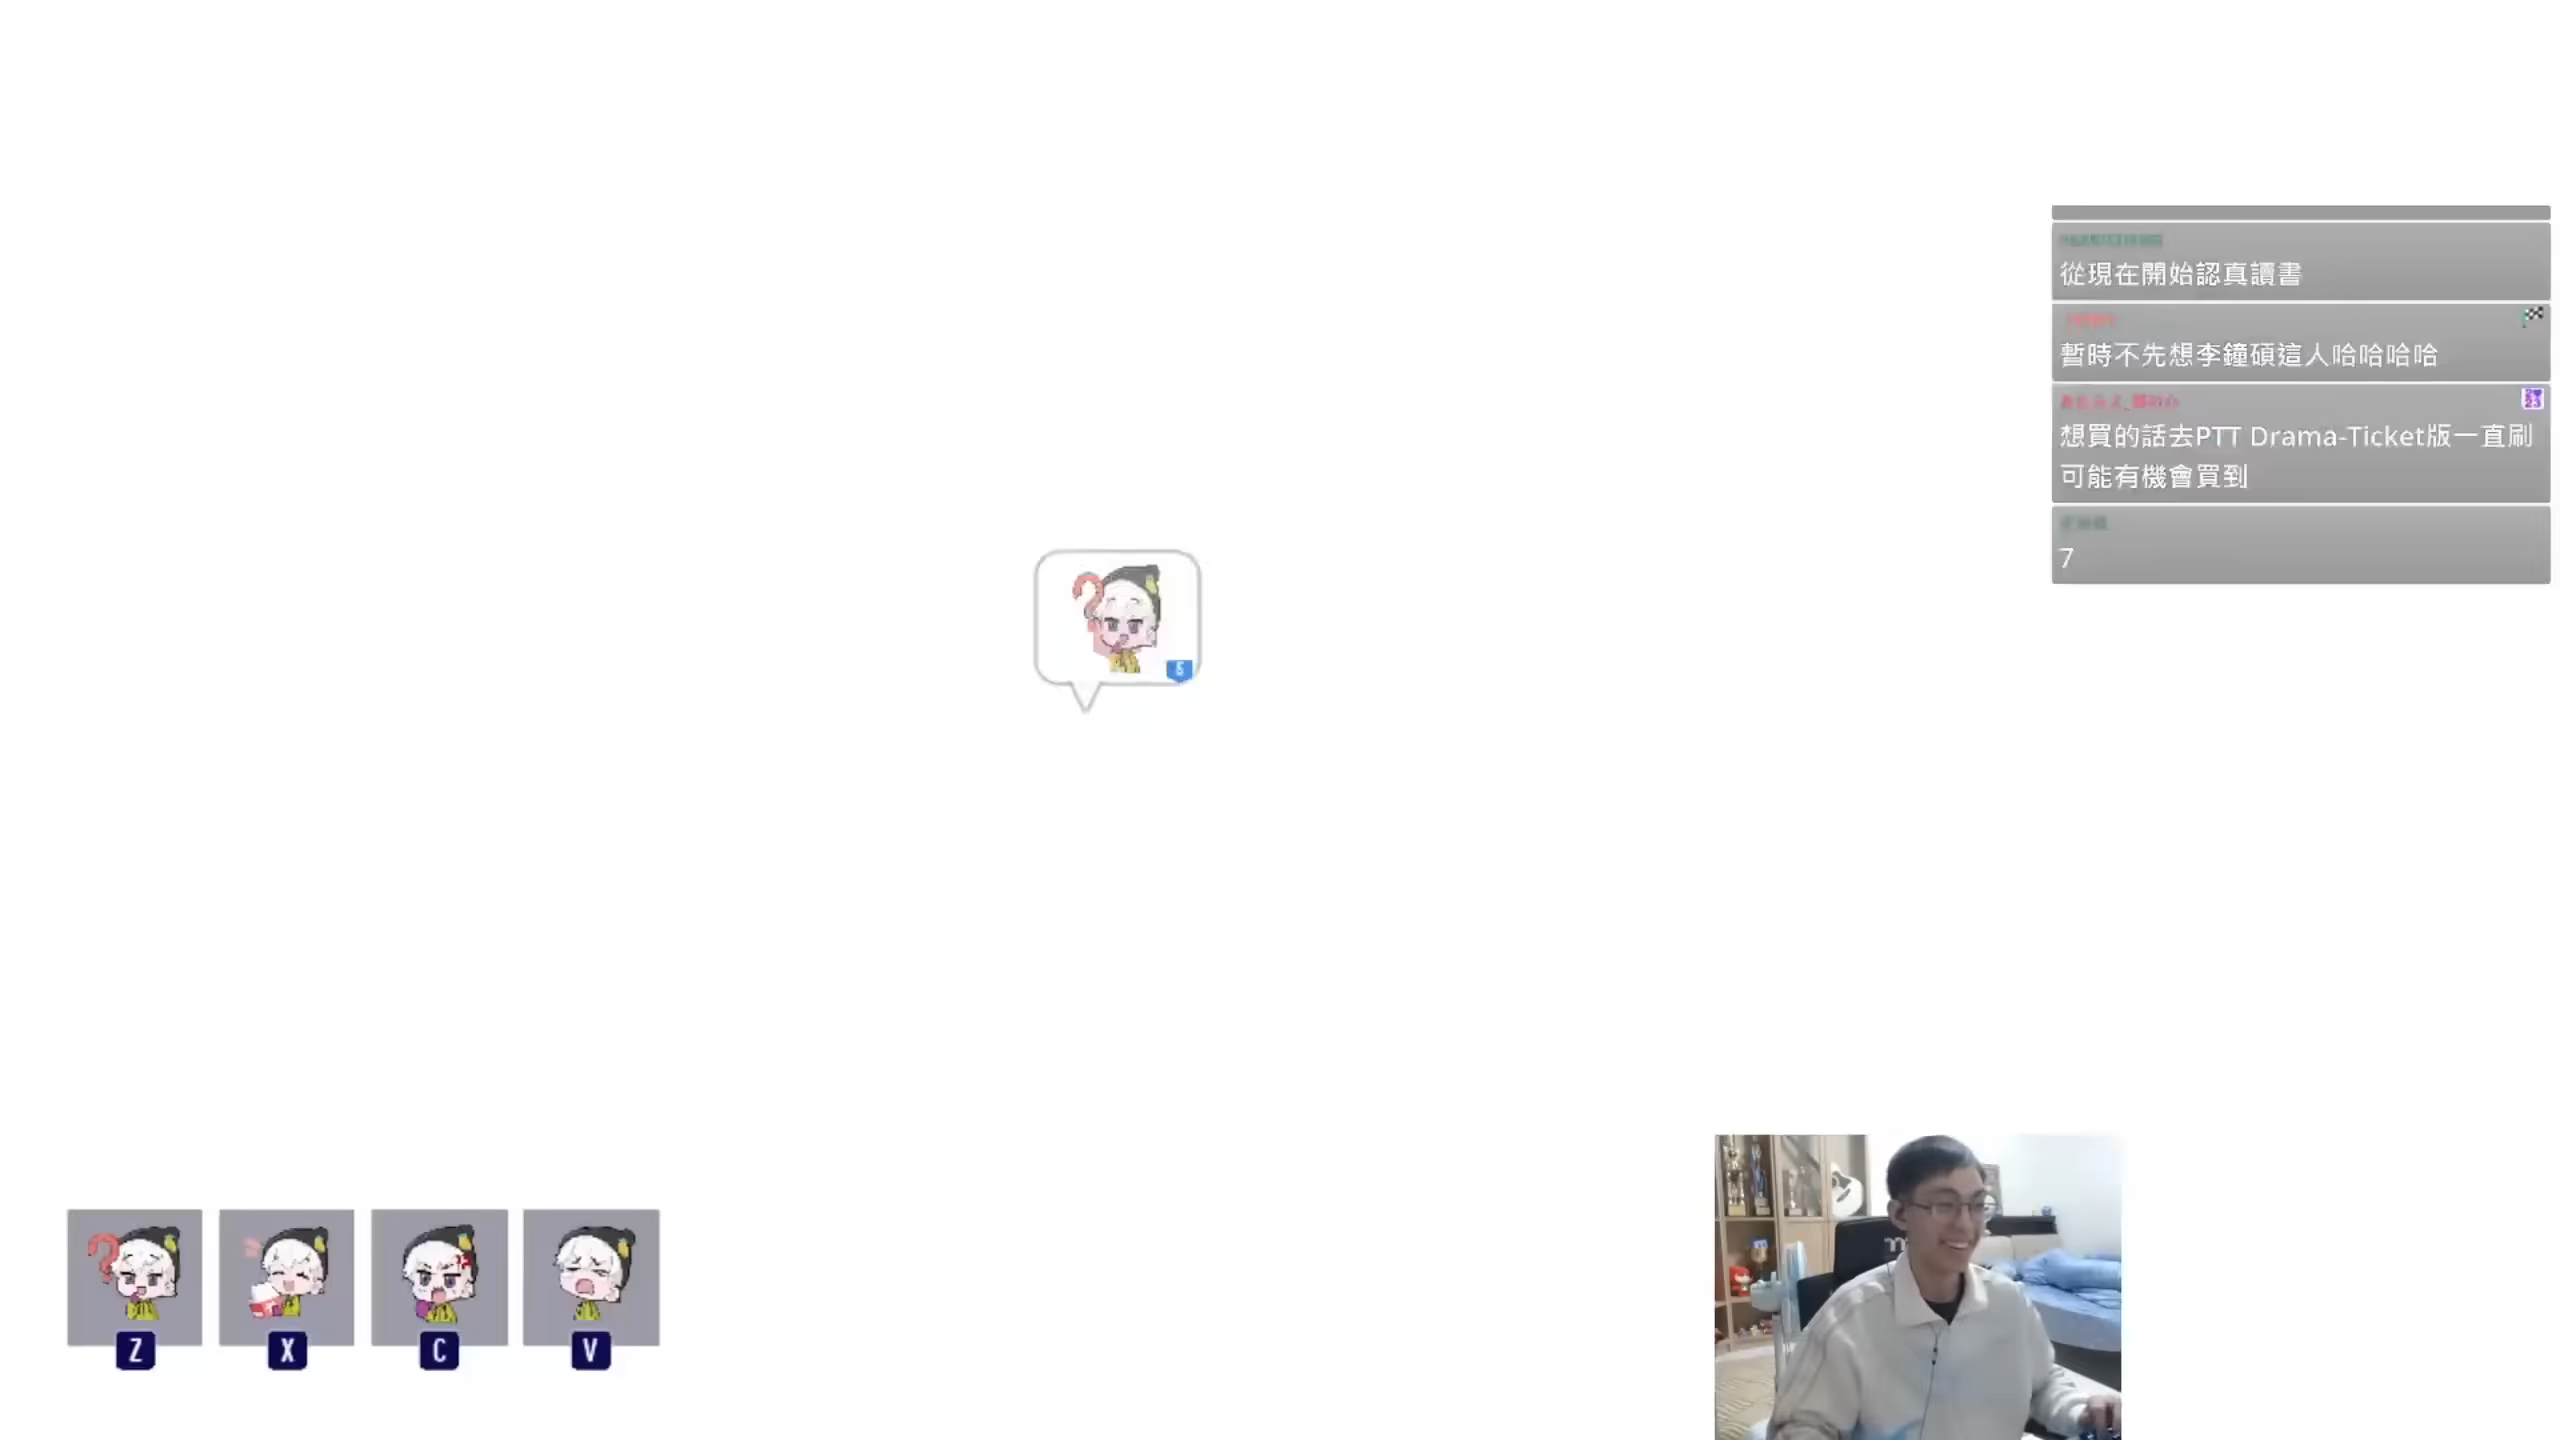 從現在開始認真讀書
暫時不先想李鐘碩這人哈哈哈哈
想買的話去PTT Drama-Ticket版一直刷
可能有機會買到
7
5
Z X C V